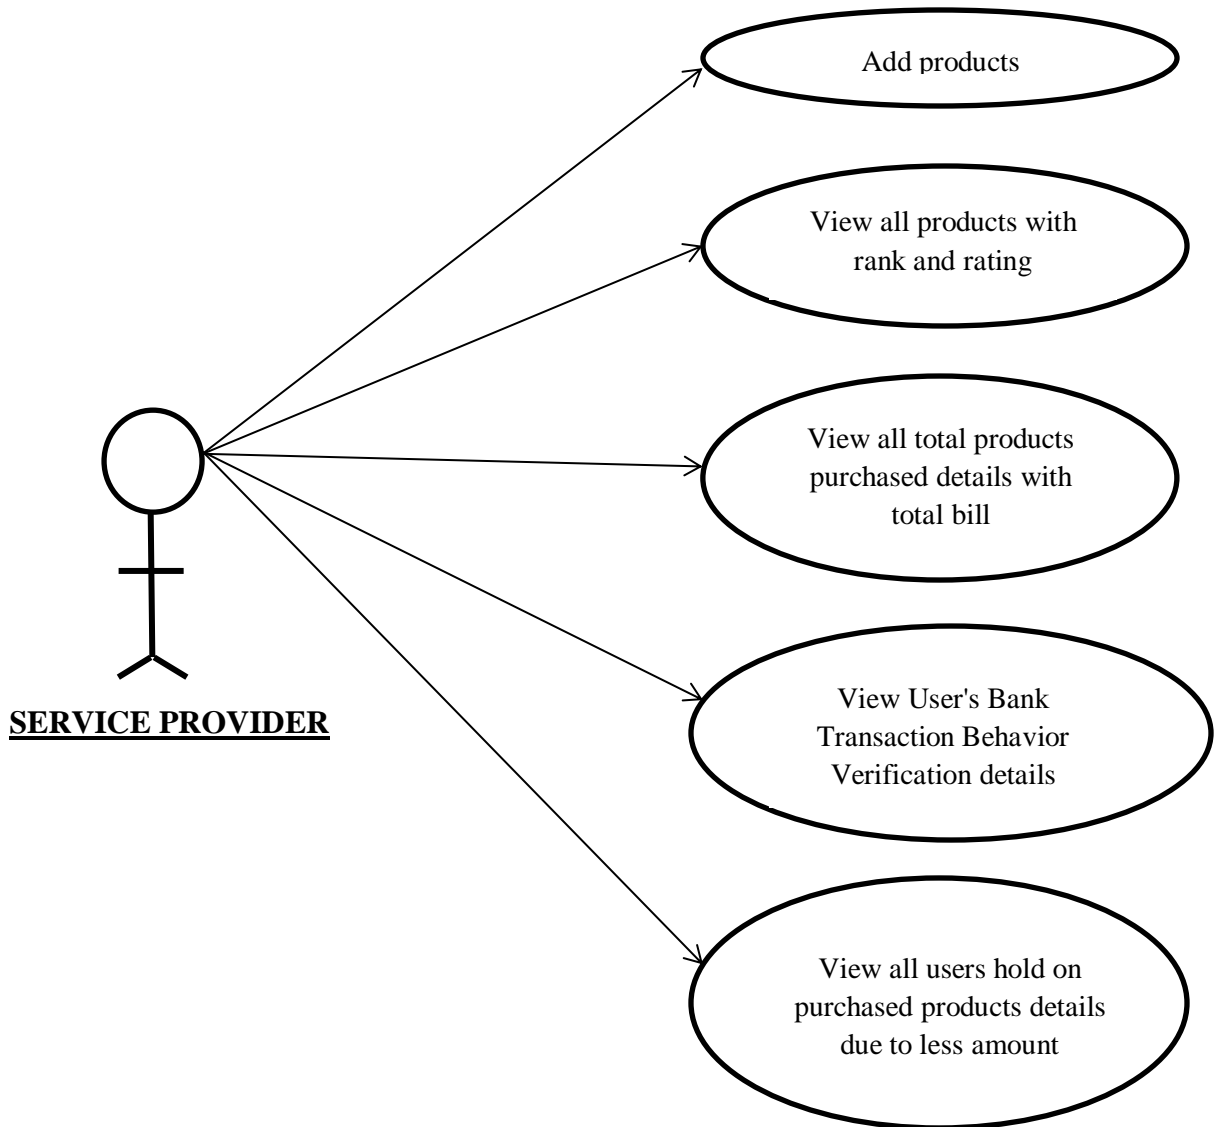 Add products
View all products with
rank and rating
View all total products
purchased details with
total bill
SERVICE PROVIDER
View User's Bank
Transaction Behavior
Verification details
View all users hold on
purchased products details
due to less amount